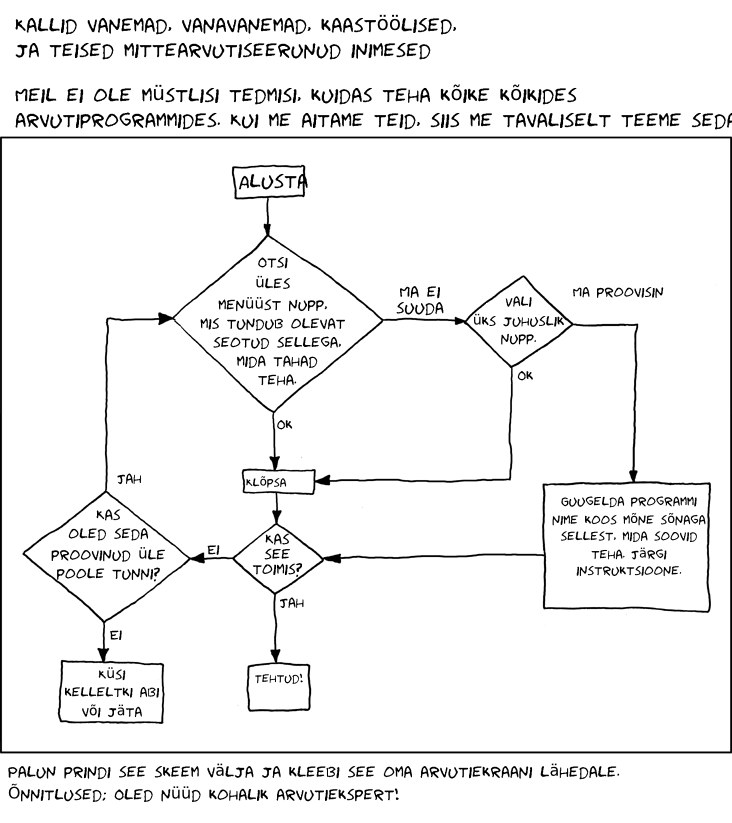 KALLID VANEMAD, VANAVANEMAD, KAASTÖÖLISED,
JA TEISED MITTEARVUTISEERUNUD INIMESED
MEIL EI OLE MÜSTLISI TEDMISI, KUIDAS TEHA KÕIKE KÕIKIDES
ARVUTIPROGRAMMIDES. KUI ME AITAME TEID, SIIS ME TAVALISELT TEEME SEDA
ALUSTA
OTSI
ÜLES
MENÜÜST NUPP,
MIS TUNDUB OLEVAT
SEOTUD SELLEGA,
MIDA TAHAD
TEHA.
MA EI
SUUDA
VALI
ÜKS JUHUSLIK
NUPP.
MA PROOVISIN
OK
OK
KLÕPSA
GUUGELDA PROGRAMMI
NIME KOOS MÕNE SÕNAGA
SELLEST, MIDA SOOVID
TEHA. JÄRGI
INSTRUKTSIOONE.
JAH
KAS
OLED SEDA
PROOVINUD ÜLE
POOLE TUNNI?
EI
KAS
SEE
TOIMIS?
JAH
EI
KÜSI
KELLELTKI ABI
VÕI JÄTA
TEHTUD!
PALUN PRINDI SEE SKEEM VÄLJA JA KLEEBI SEE OMA ARVUTIEKRAANI LÄHEDALE.
ÕNNITLUSED; OLED NÜÜD KOHALIK ARVUTIEKSPERT!